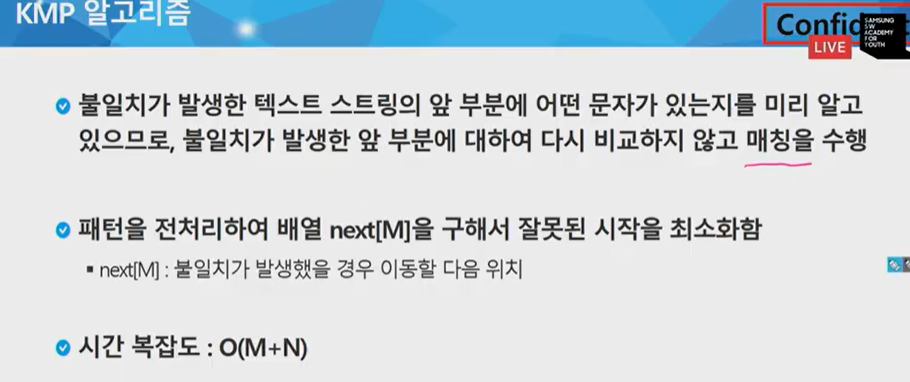 KMP 알고리즘
Confid
LIVE
SAMSUNG
SW
ACADEMY
FOR
YOUTH
불일치가 발생한 텍스트 스트링의 앞 부분에 어떤 문자가 있는지를 미리 알고
있으므로, 불일치가 발생한 앞 부분에 대하여 다시 비교하지 않고 매칭을 수행
패턴을 전처리하여 배열 next[M]을 구해서 잘못된 시작을 최소화함
next[M] : 불일치가 발생했을 경우 이동할 다음 위치
시간 복잡도 : O(M+N)